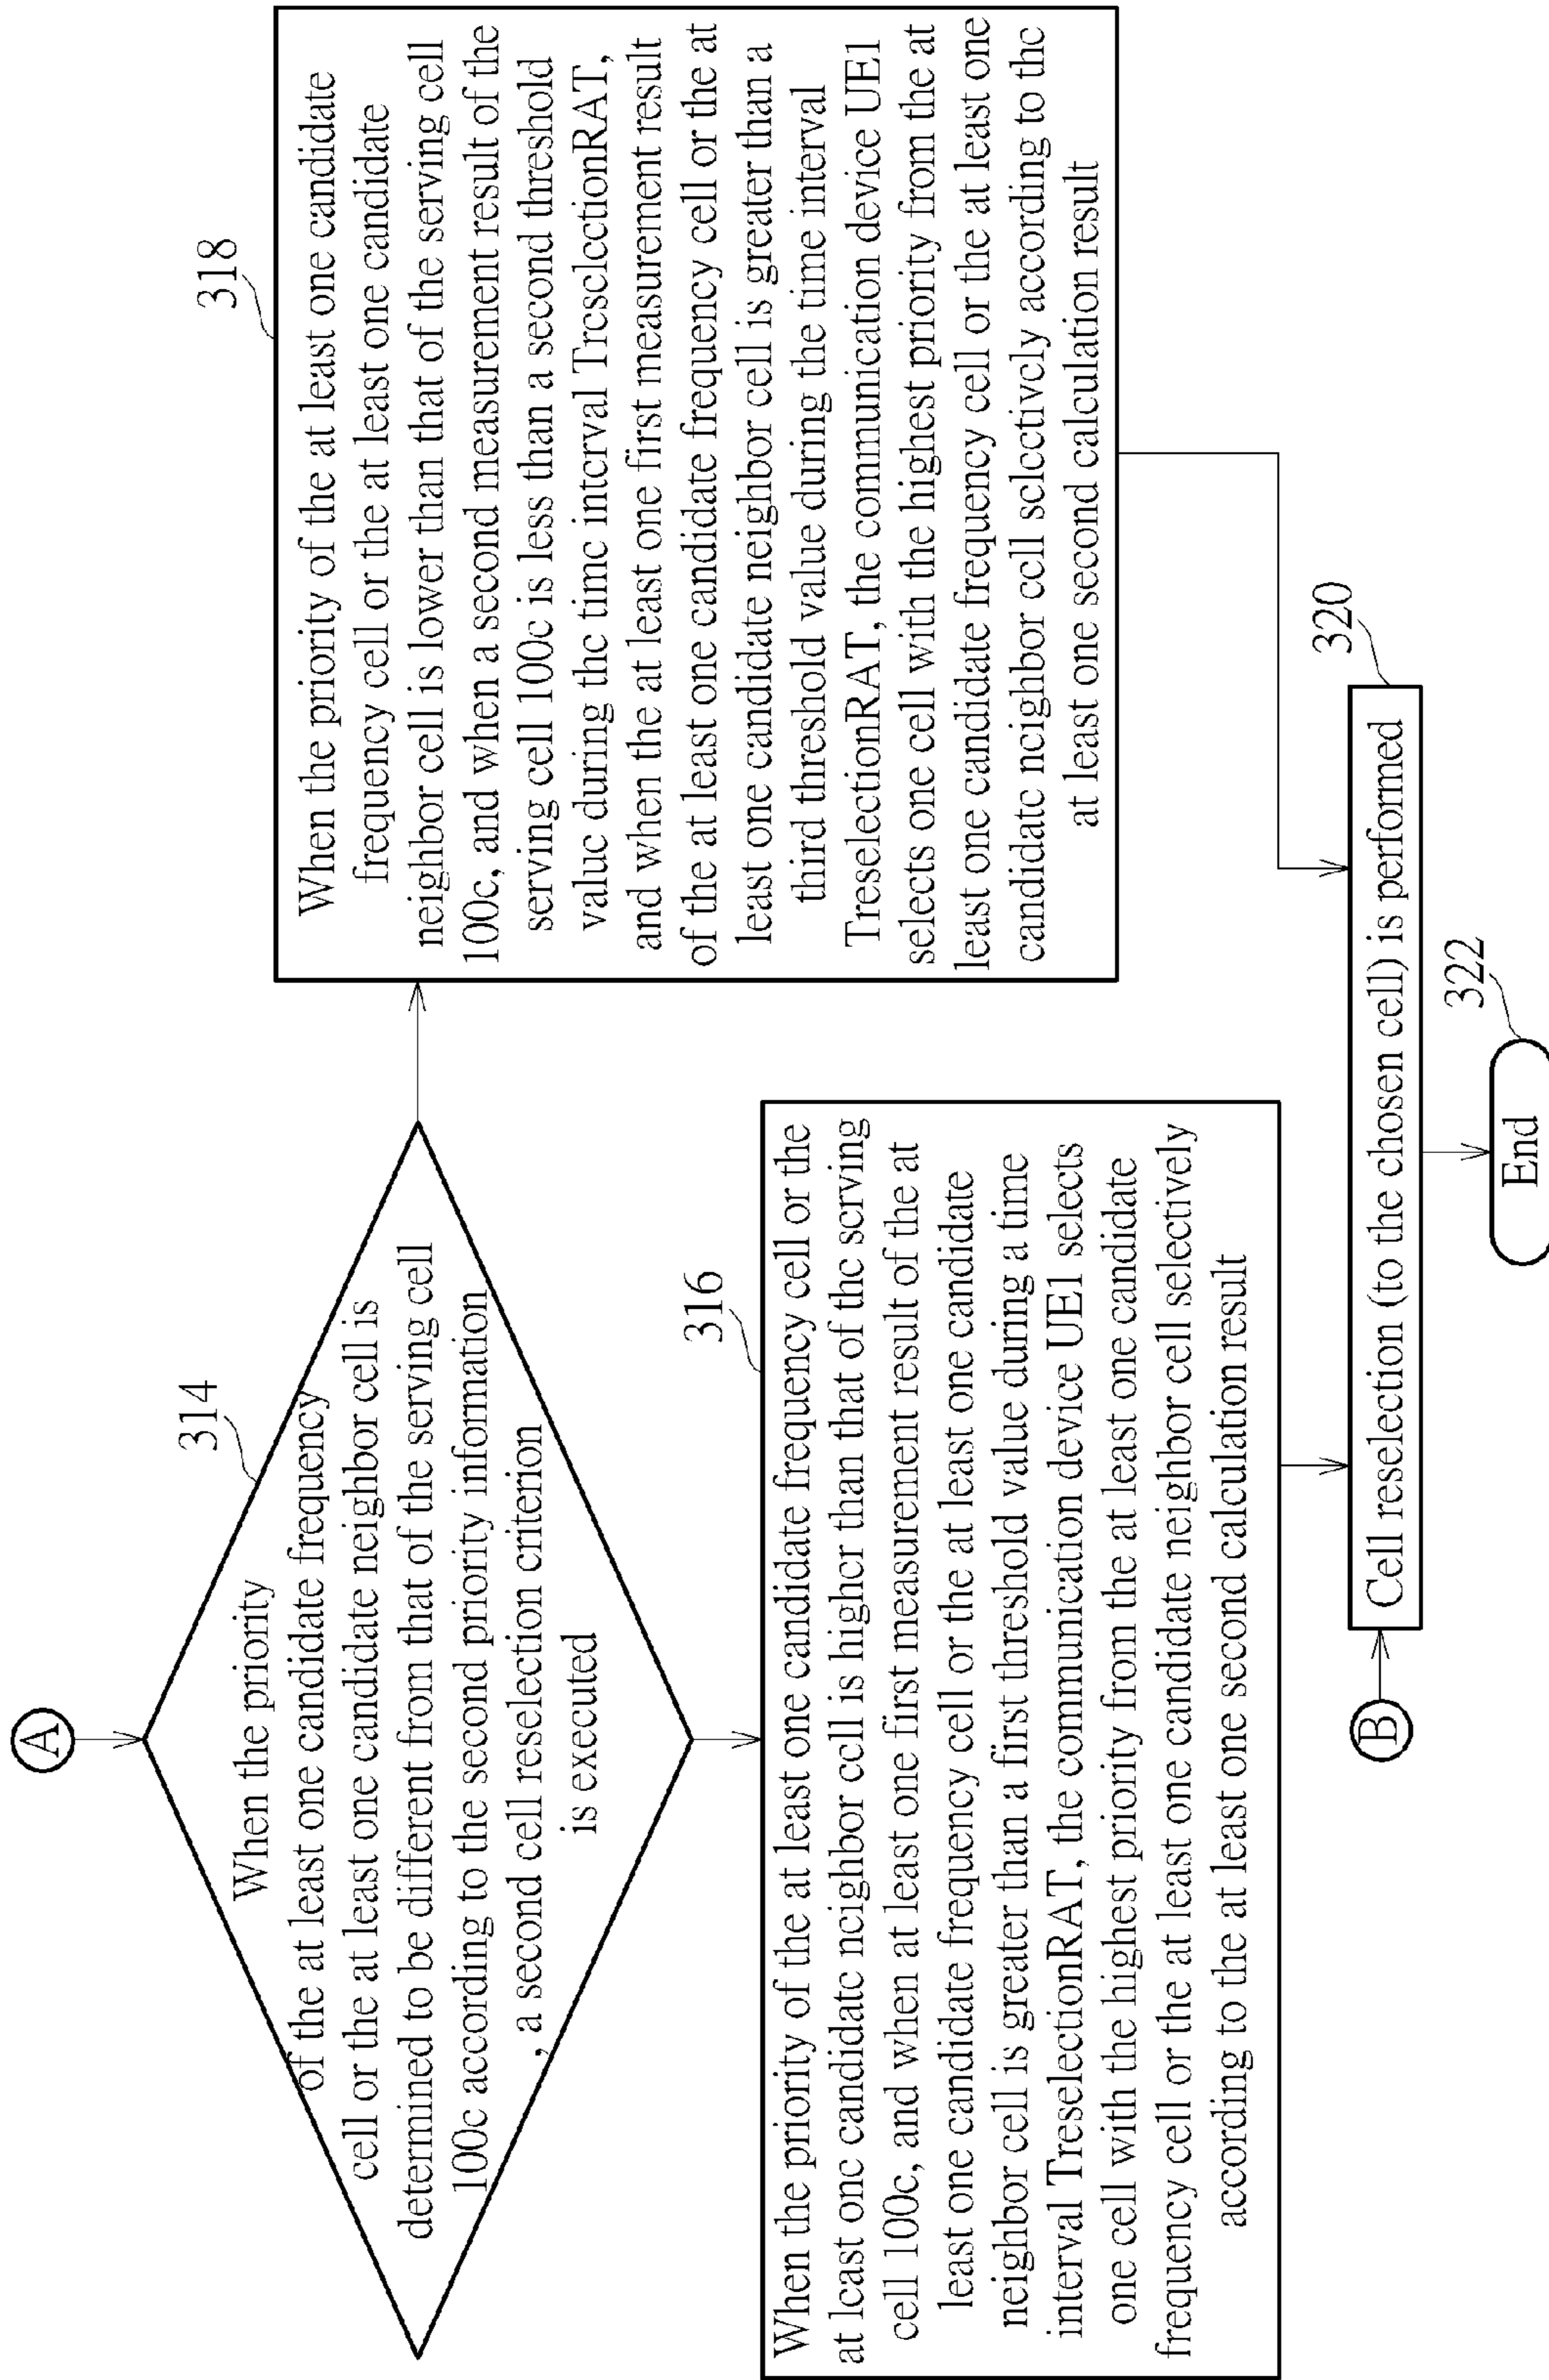 A
314
When the priority
of the at least one candidate frequency
cell or the at least one candidate neighbor cell is
determined to be different from that of the serving cell
100c according to the second priority information
, a second cell reselection criterion
is executed
318
When the priority of the at least one candidate
frequency cell or the at least one candidate
neighbor cell is lower than that of the serving cell
100c, and when a second measurement result of the
serving cell 100c is less than a second threshold
value during the time interval TreselectionRAT,
and when the at least one first measurement result
of the at least one candidate frequency cell or the at
least one candidate neighbor cell is greater than a
third threshold value during the time interval
TreselectionRAT, the communication device UE1
selects one cell with the highest priority from the at
least one candidate frequency cell or the at least one
candidate neighbor cell selectively according to the
at least one second calculation result
316
When the priority of the at least one candidate frequency cell or the
at least one candidate neighbor cell is higher than that of the serving
cell 100c, and when at least one first measurement result of the at
least one candidate frequency cell or the at least one candidate
neighbor cell is greater than a first threshold value during a time
interval TreselectionRAT, the communication device UE1 selects
one cell with the highest priority from the at least one candidate
frequency cell or the at least one candidate neighbor cell selectively
according to the at least one second calculation result
B
320
Cell reselection (to the chosen cell) is performed
322
End